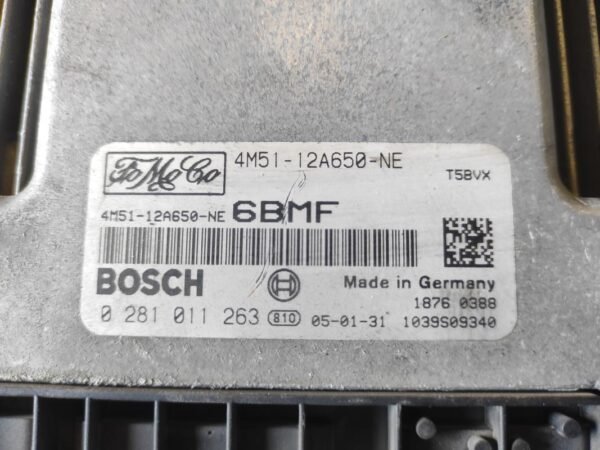 FoMoCo 4M51-12A650-NE
T5BVX
4M51-12A650-NE 6BMF
BOSCH
Made in Germany
1876 0388
0 281 011 263 810 05-01-31 1039S09340